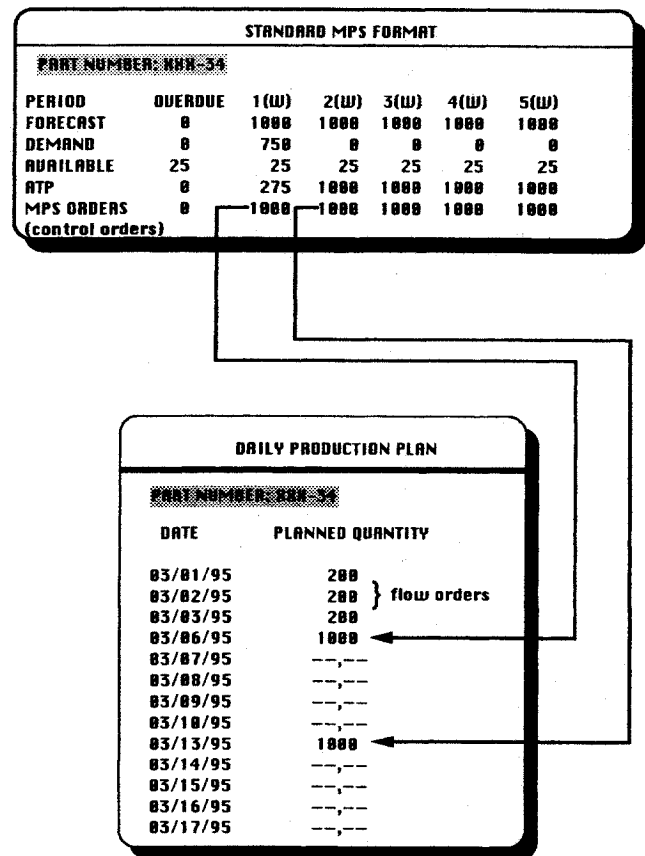 STANDARD MPS FORMAT
PART NUMBER: XXX-34
PERIOD OVERDUE 1(W) 2(W) 3(W) 4(W) 5(W)
FORECAST 0 1000 1000 1000 1000 1000
DEMAND 0 750 0 0 0 0
AVAILABLE 25 25 25 25 25 25
ATP 0 275 1000 1000 1000 1000
MPS ORDERS 0 1000 1000 1000 1000 1000
(control orders)
DAILY PRODUCTION PLAN
PART NUMBER: XXX-34
DATE PLANNED QUANTITY
03/01/95 200
03/02/95 200 } flow orders
03/03/95 200
03/06/95 1000
03/07/95 --,--
03/08/95 --,--
03/09/95 --,--
03/10/95 --,--
03/13/95 1000
03/14/95 --,--
03/15/95 --,--
03/16/95 --,--
03/17/95 --,--